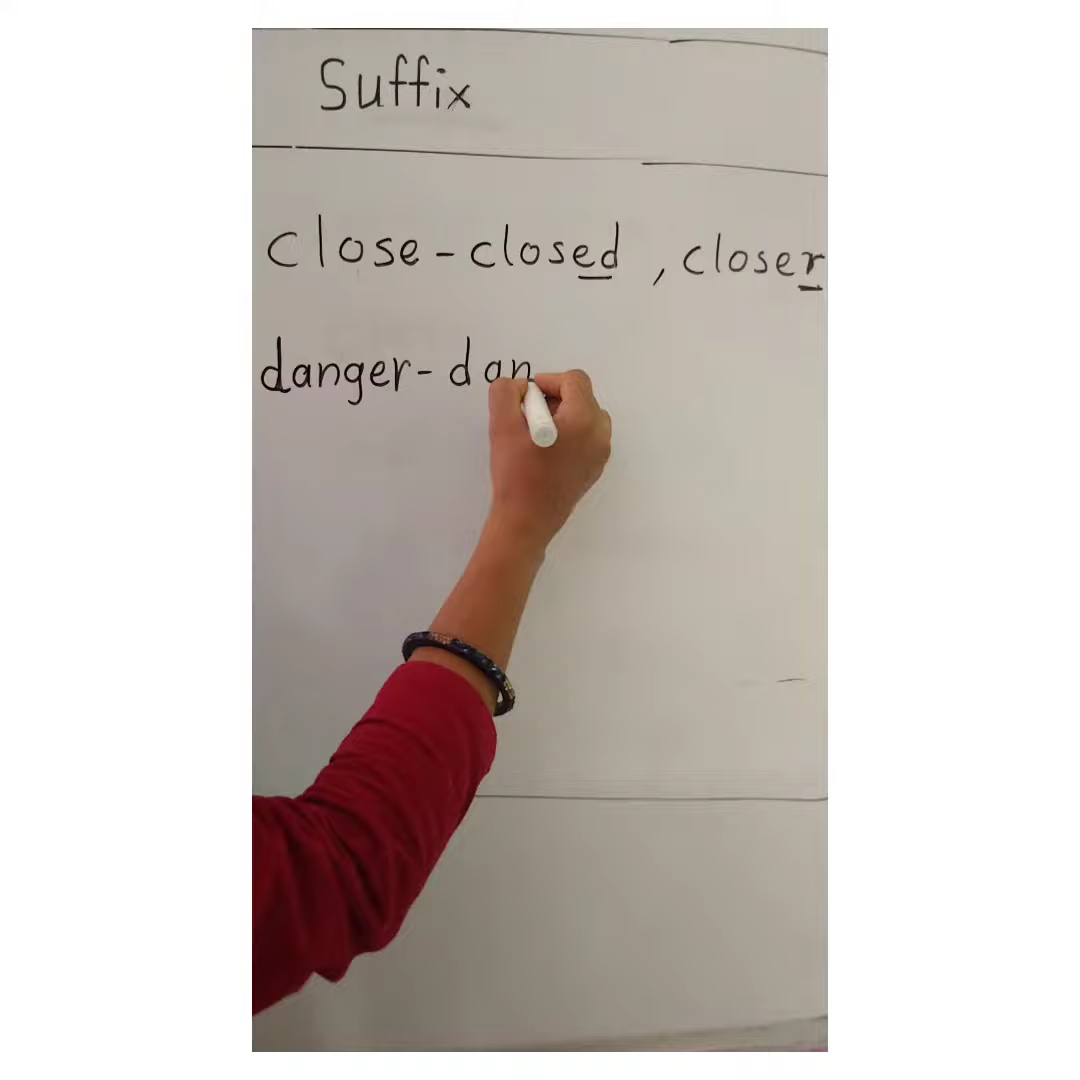 Suffix
close - closed , closer
danger - dan